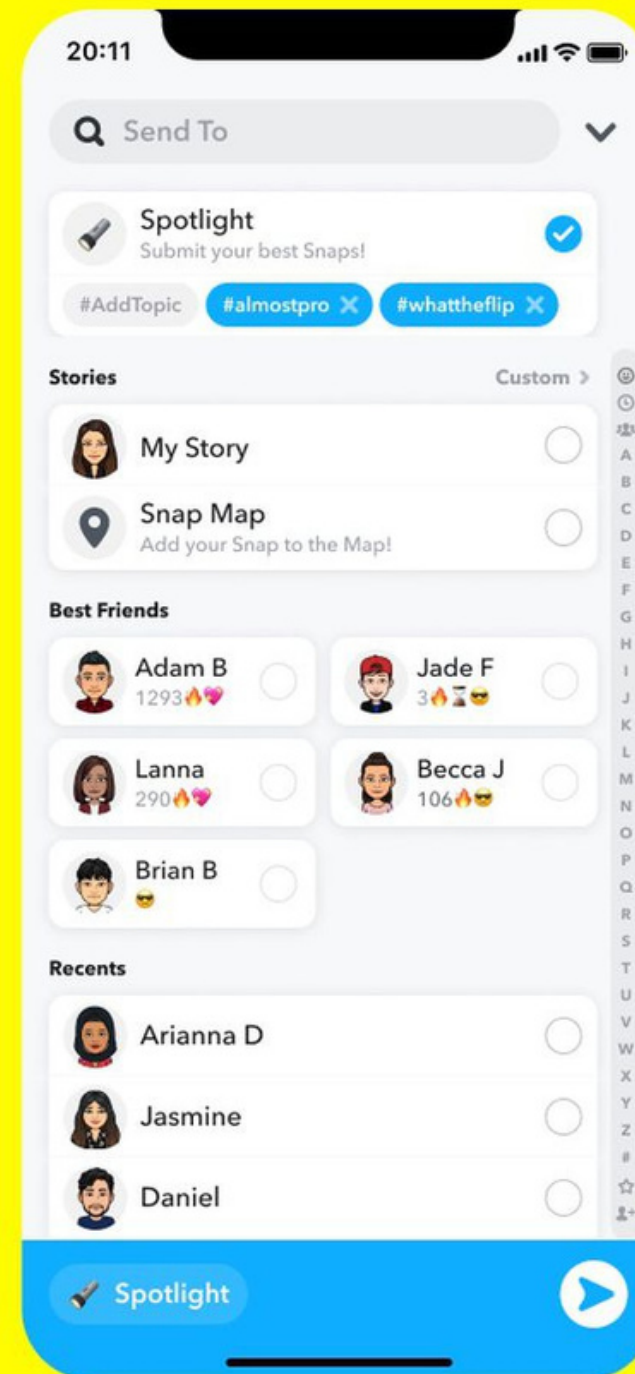 20:11
Send To
Spotlight
Submit your best Snaps!
#AddTopic #almostpro #whattheflip
Stories Custom
My Story
Snap Map
Add your Snap to the Map!
Best Friends
Adam B Jade F
1293🔥💖 3🔥⌛😎
Lanna Becca J
290🔥💖 106🔥😎
Brian B
😎
Recents
Arianna D
Jasmine
Daniel
Spotlight
A
B
C
D
E
F
G
H
I
J
K
L
M
N
O
P
Q
R
S
T
U
V
W
X
Y
Z
#